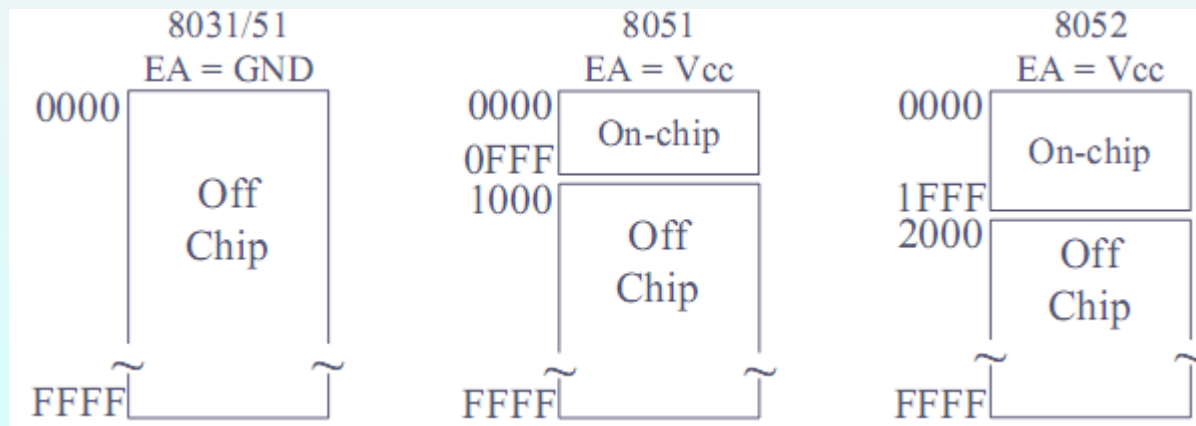 8031/51
EA = GND
0000
Off
Chip
FFFF
8051
EA = Vcc
0000
On-chip
0FFF
1000
Off
Chip
FFFF
8052
EA = Vcc
0000
On-chip
1FFF
2000
Off
Chip
FFFF